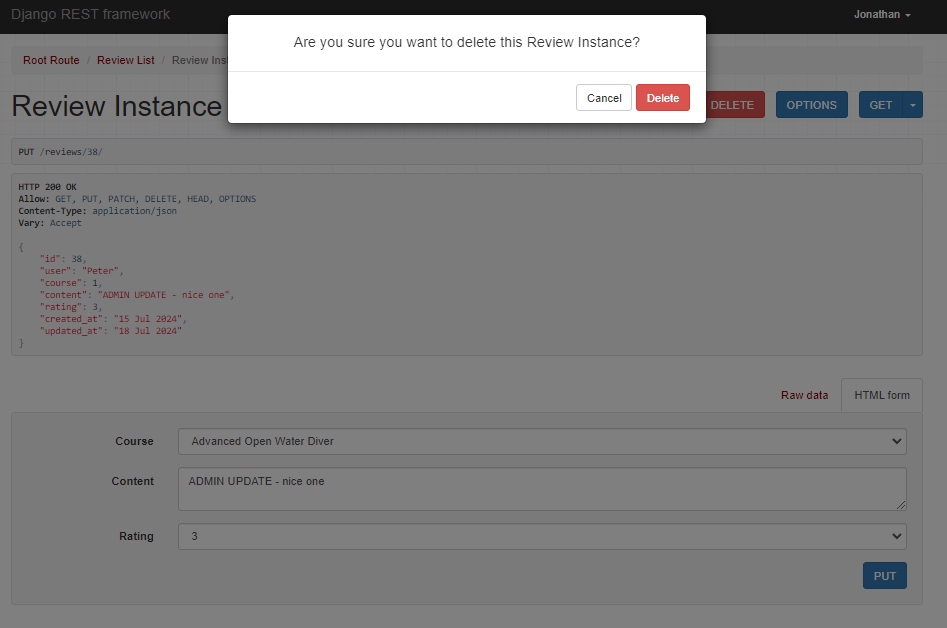 Django REST framework
Jonathan
Are you sure you want to delete this Review Instance?
Cancel Delete
Root Route / Review List / Review Ins
Review Instance
DELETE OPTIONS GET
PUT /reviews/38/
HTTP 200 OK
Allow: GET, PUT, PATCH, DELETE, HEAD, OPTIONS
Content-Type: application/json
Vary: Accept
{
"id": 38,
"user": "Peter",
"course": 1,
"content": "ADMIN UPDATE - nice one",
"rating": 3,
"created_at": "15 Jul 2024",
"updated_at": "18 Jul 2024"
}
Raw data HTML form
Course Advanced Open Water Diver
Content ADMIN UPDATE - nice one
Rating 3
PUT